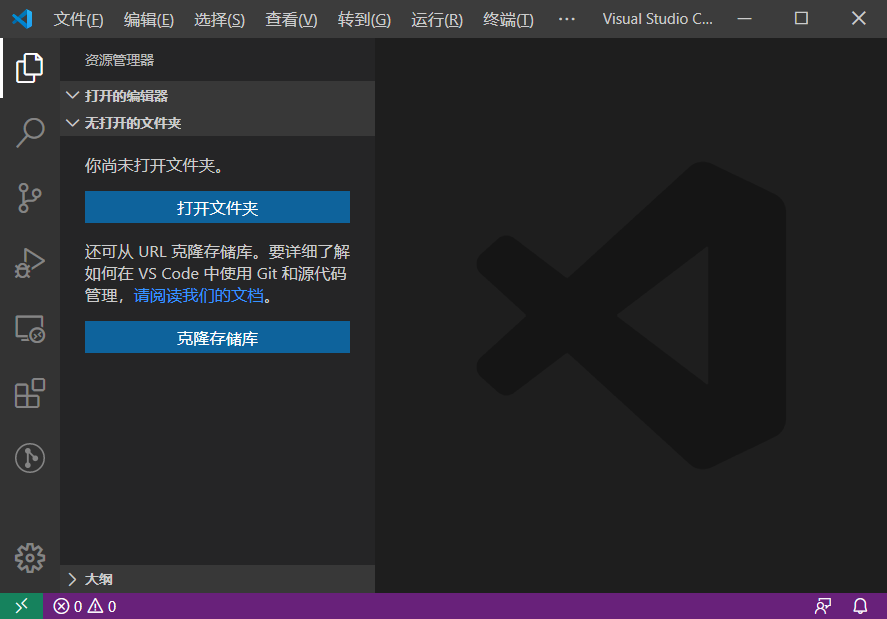 文件(F) 编辑(E) 选择(S) 查看(V) 转到(G) 运行(R) 终端(T) ··· Visual Studio C...
资源管理器
打开的编辑器
无打开的文件夹
你尚未打开文件夹。
打开文件夹
还可从 URL 克隆存储库。要详细了解
如何在 VS Code 中使用 Git 和源代码
管理，请阅读我们的文档。
克隆存储库
大纲
0 0